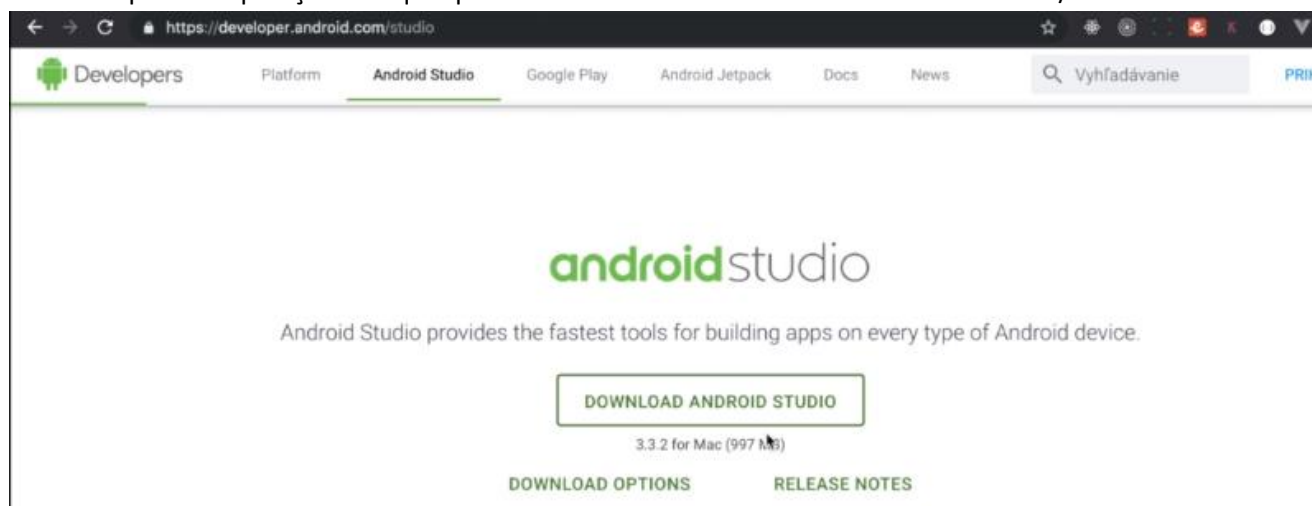 https://developer.android.com/studio
Developers Platform Android Studio Google Play Android Jetpack Docs News Vyhľadávanie
androidstudio
Android Studio provides the fastest tools for building apps on every type of Android device.
DOWNLOAD ANDROID STUDIO
3.3.2 for Mac (997 MB)
DOWNLOAD OPTIONS RELEASE NOTES